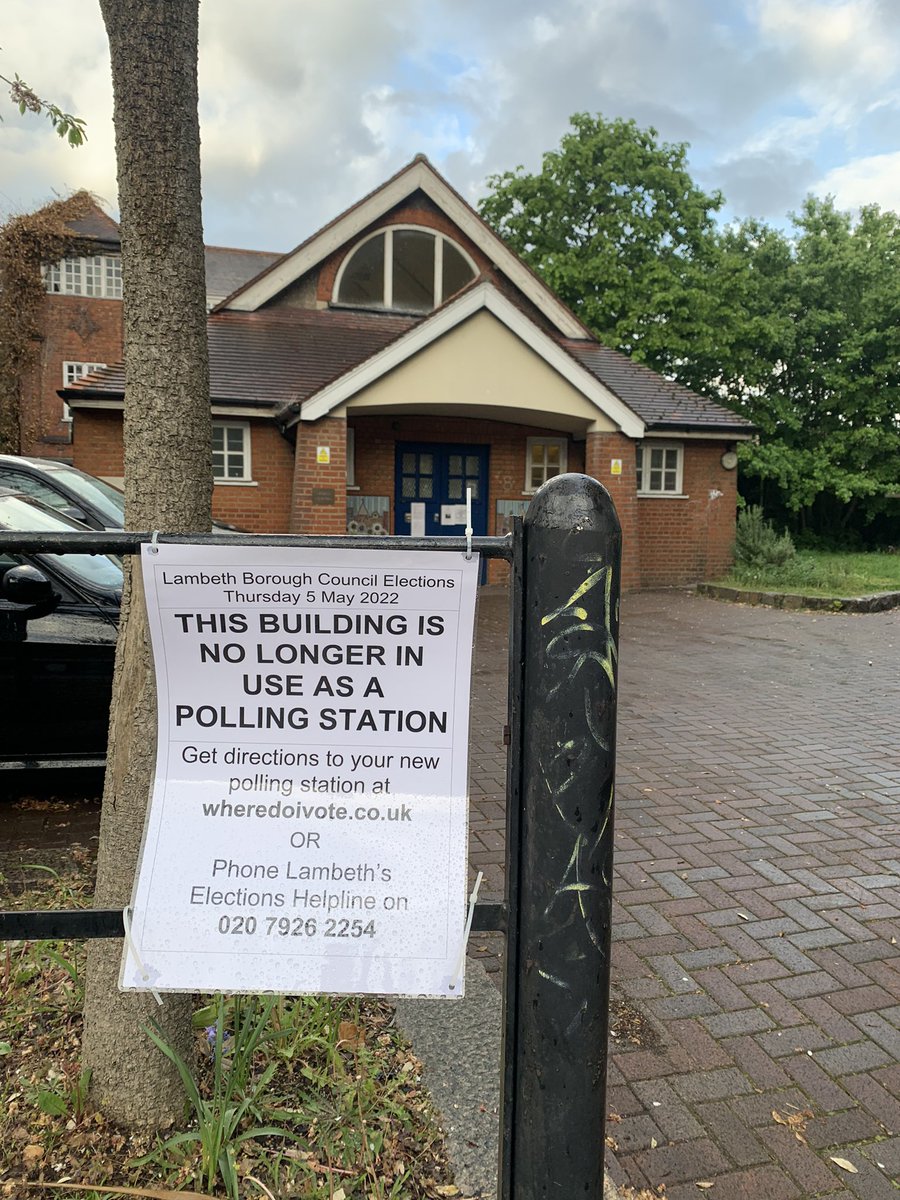 Lambeth Borough Council Elections
Thursday 5 May 2022
THIS BUILDING IS
NO LONGER IN
USE AS A
POLLING STATION
Get directions to your new
polling station at
wheredoivote.co.uk
OR
Phone Lambeth's
Elections Helpline on
020 7926 2254